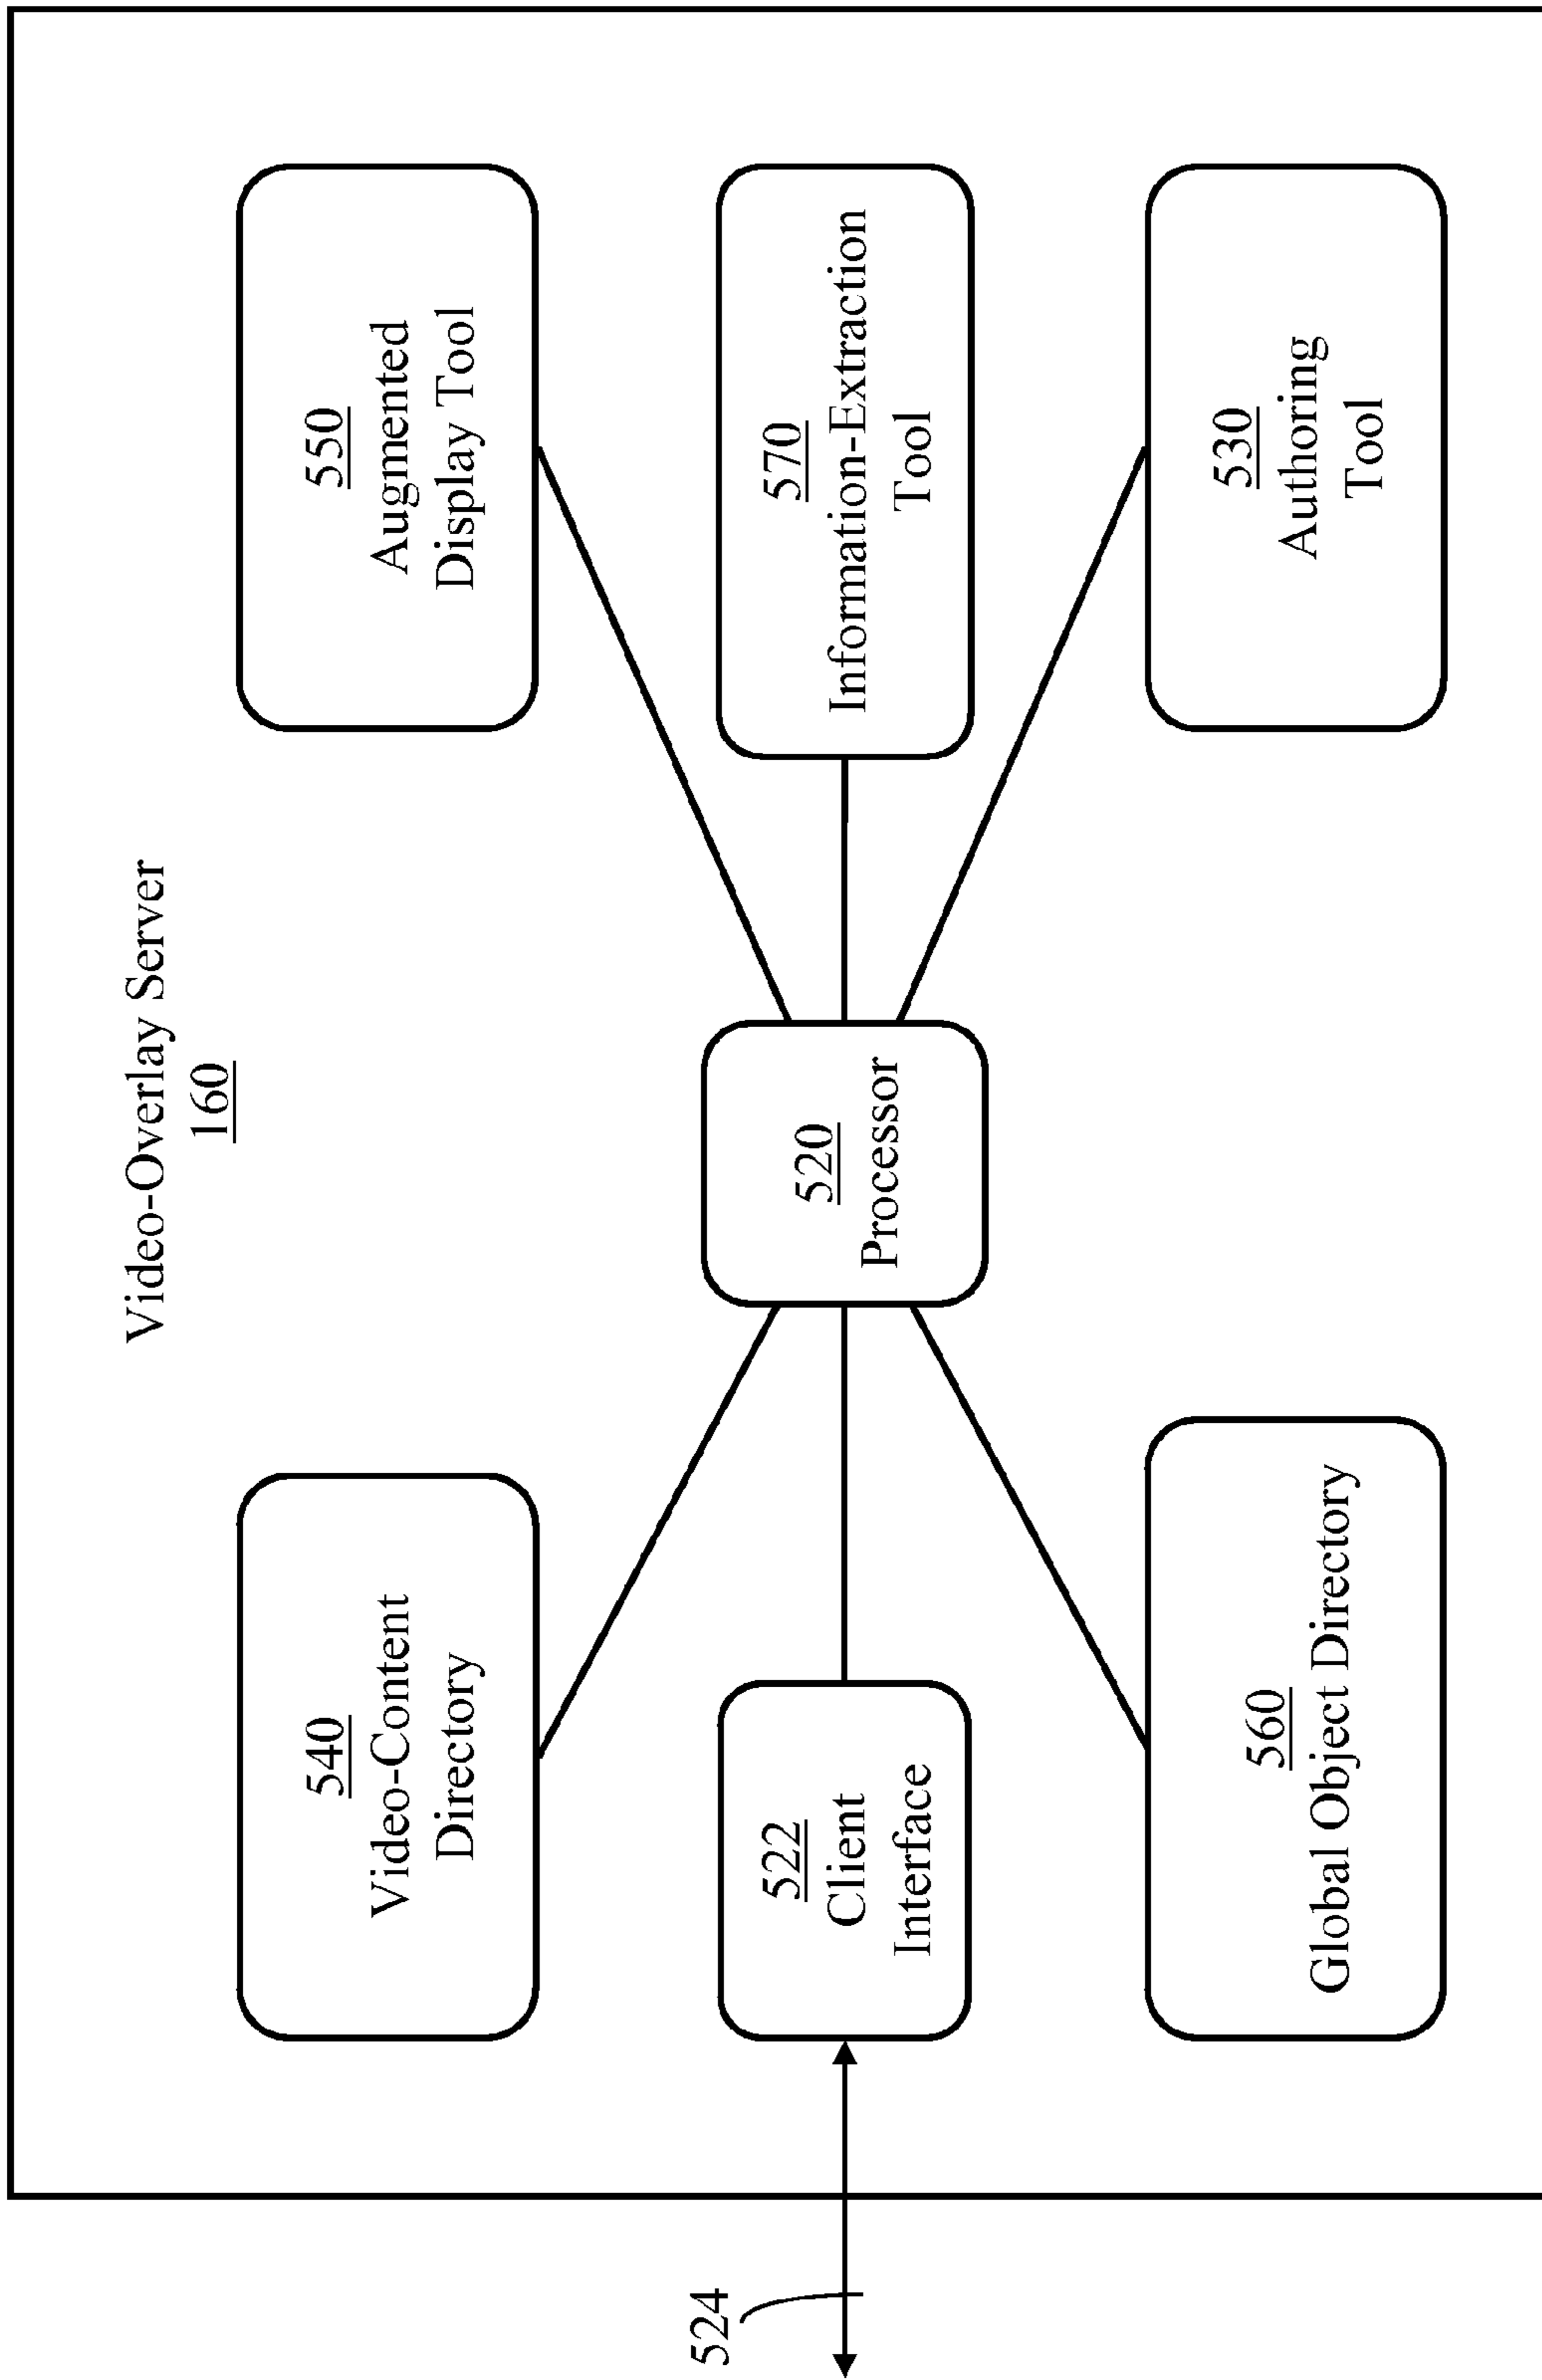 Video-Overlay Server
160
540
Video-Content
Directory
550
Augmented
Display Tool
524
522
Client
Interface
520
Processor
570
Information-Extraction
Tool
560
Global Object Directory
530
Authoring
Tool